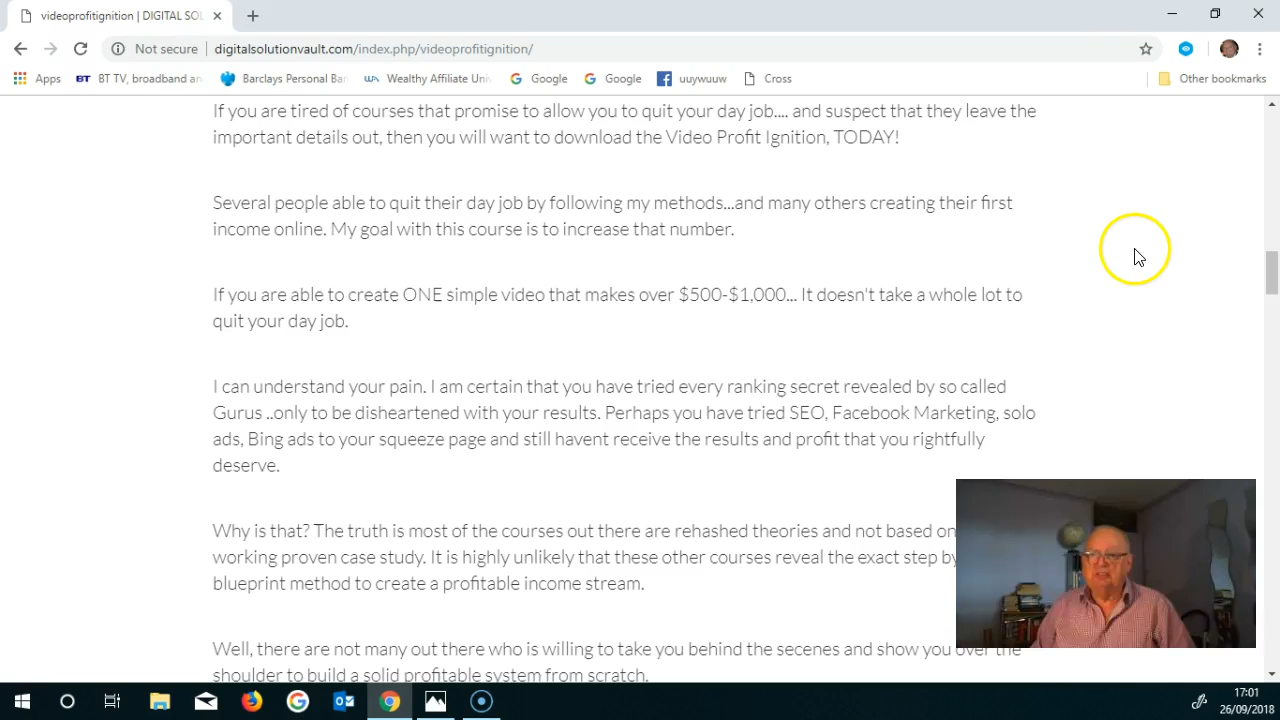 videoprofitignition | DIGITAL SOL
Not secure | digitalsolutionvault.com/index.php/videoprofitignition/
Apps BT BT TV, broadband an Barclays Personal Ban WA Wealthy Affiliate Univ Google Google uuywuuw Cross Other bookmarks
If you are tired of courses that promise to allow you to quit your day job.... and suspect that they leave the
important details out, then you will want to download the Video Profit Ignition, TODAY!
Several people able to quit their day job by following my methods...and many others creating their first
income online. My goal with this course is to increase that number.
If you are able to create ONE simple video that makes over $500-$1,000... It doesn't take a whole lot to
quit your day job.
I can understand your pain. I am certain that you have tried every ranking secret revealed by so called
Gurus ..only to be disheartened with your results. Perhaps you have tried SEO, Facebook Marketing, solo
ads, Bing ads to your squeeze page and still havent receive the results and profit that you rightfully
deserve.
Why is that? The truth is most of the courses out there are rehashed theories and not based on
working proven case study. It is highly unlikely that these other courses reveal the exact step by
blueprint method to create a profitable income stream.
Well, there are not many out there who is willing to take you behind the secenes and show you over the
shoulder to build a solid profitable system from scratch.
17:01
26/09/2018